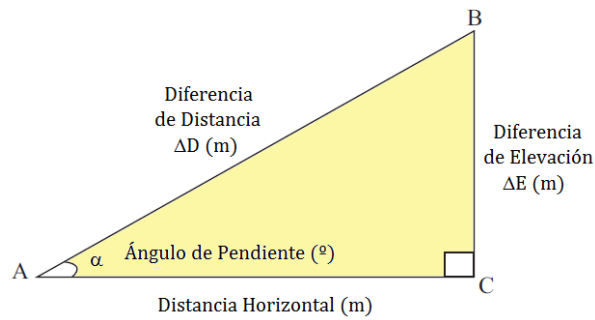 B
Diferencia
de Distancia
ΔD (m)
Diferencia
de Elevación
ΔE (m)
A
α
Ángulo de Pendiente (º)
C
Distancia Horizontal (m)